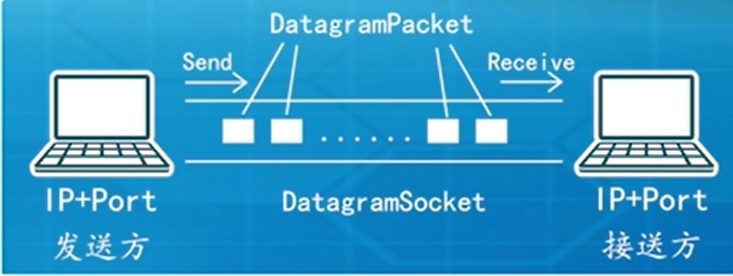 DatagramPacket
Send
Receive
......
IP+Port
DatagramSocket
IP+Port
发送方
接送方